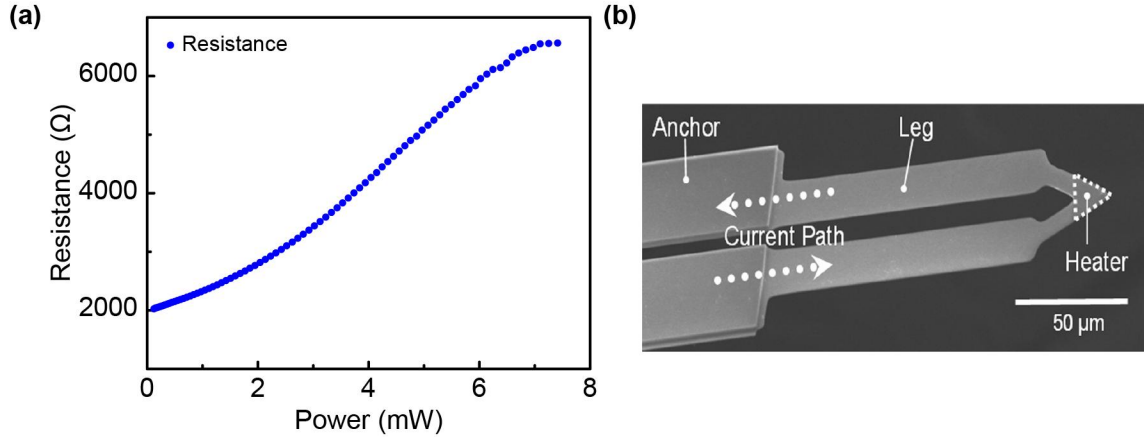 (a)
Resistance
6000
4000
2000
Resistance (Ω)
0 2 4 6 8
Power (mW)
(b)
Anchor
Leg
Current Path
Heater
50 µm